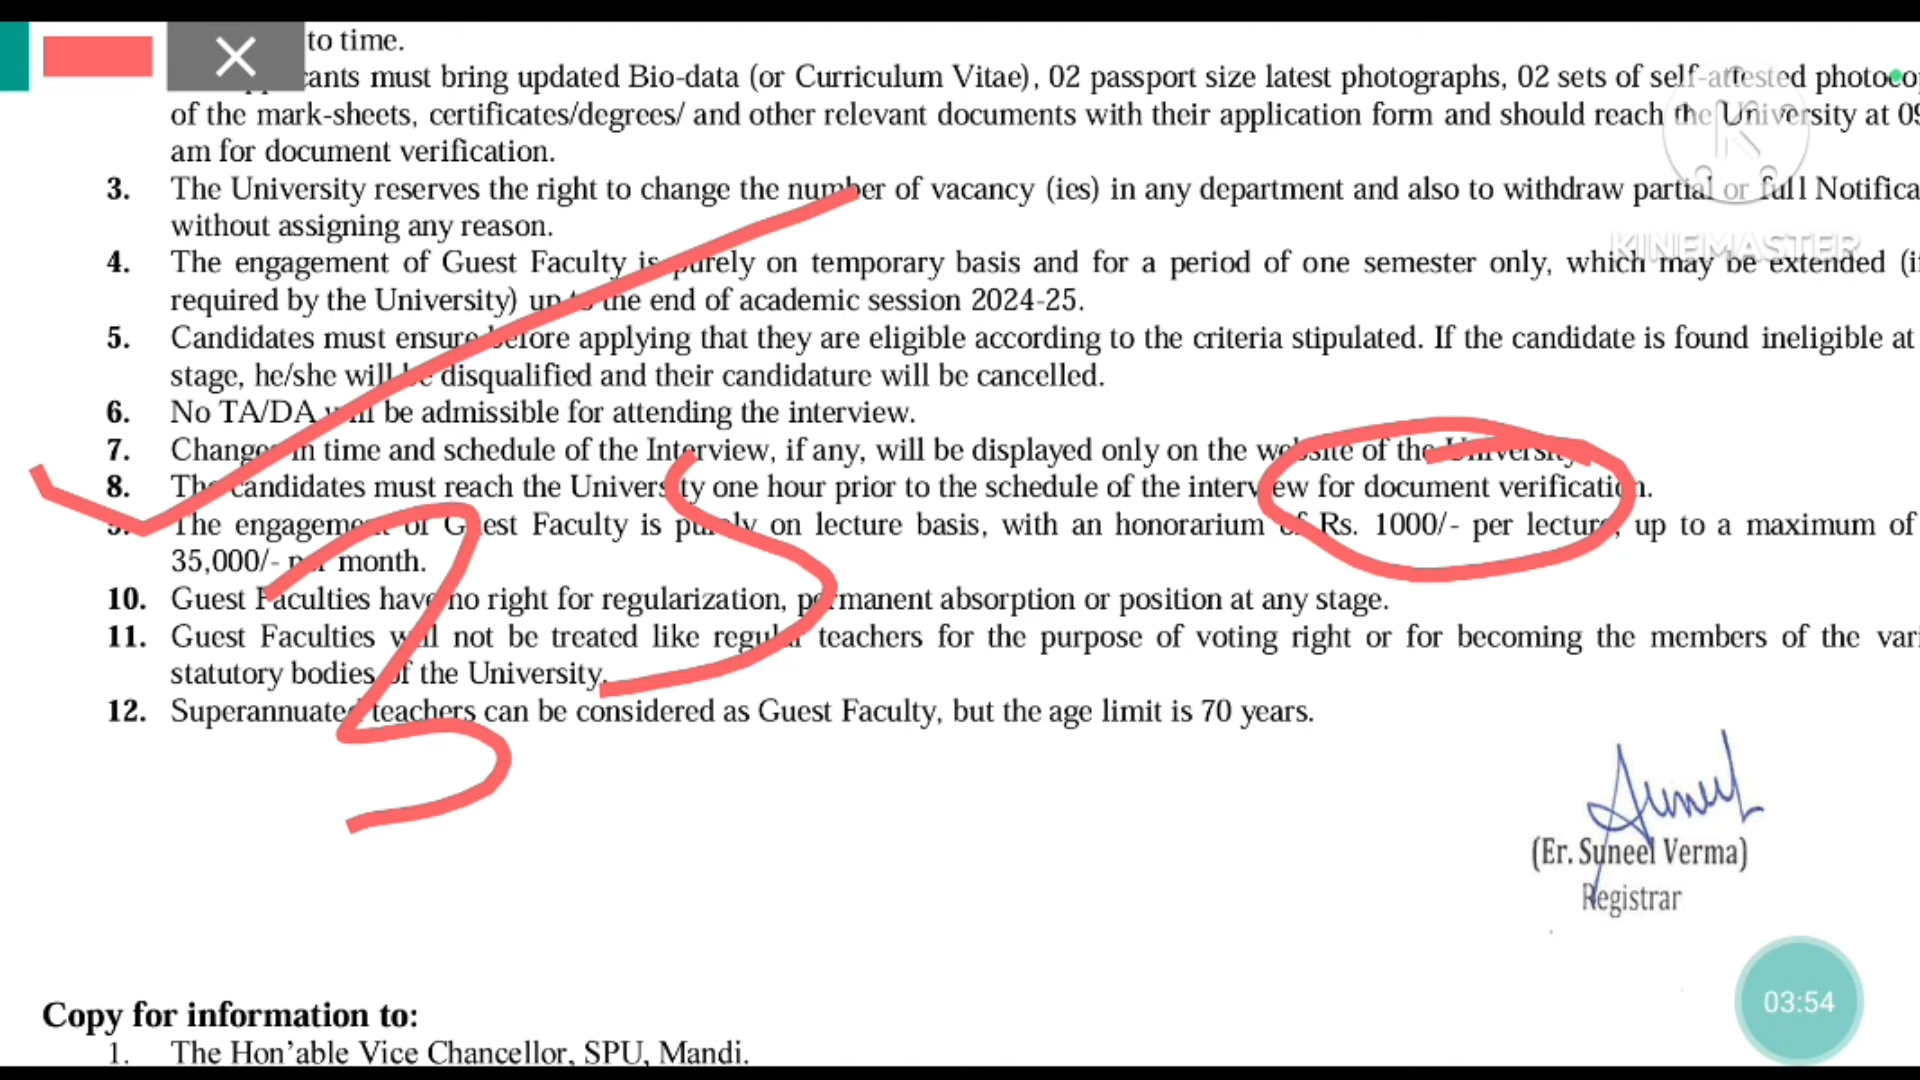 to time.
must bring updated Bio-data (or Curriculum Vitae), 02 passport size latest photographs, 02 sets of self-attested
of the mark-sheets, certificates/degrees/ and other relevant documents with their application form and should reach the University at
am for document verification.
3. The University reserves the right to change the number of vacancy (ies) in any department and also to withdraw partial or full
without assigning any reason.
KINEMASTER
4. The engagement of Guest Faculty is purely on temporary basis and for a period of one semester only, which may be extended (if
required by the University) up to the end of academic session 2024-25.
5. Candidates must ensure before applying that they are eligible according to the criteria stipulated. If the candidate is found ineligible at
stage, he/she will be disqualified and their candidature will be cancelled.
6. No TA/DA will be admissible for attending the interview.
7. Changes in time and schedule of the Interview, if any, will be displayed only on the website of the University.
8. The candidates must reach the University one hour prior to the schedule of the interview for document verification.
9. The engagement of Guest Faculty is purely on lecture basis, with an honorarium of Rs. 1000/- per lecture, up to a maximum of
35,000/- per month.
10. Guest Faculties have no right for regularization, permanent absorption or position at any stage.
11. Guest Faculties will not be treated like regular teachers for the purpose of voting right or for becoming the members of the
statutory bodies of the University.
12. Superannuated teachers can be considered as Guest Faculty, but the age limit is 70 years.
Suneel
(Er. Suneel Verma)
Registrar
03:54
Copy for information to:
1. The Hon'able Vice Chancellor, SPU, Mandi.